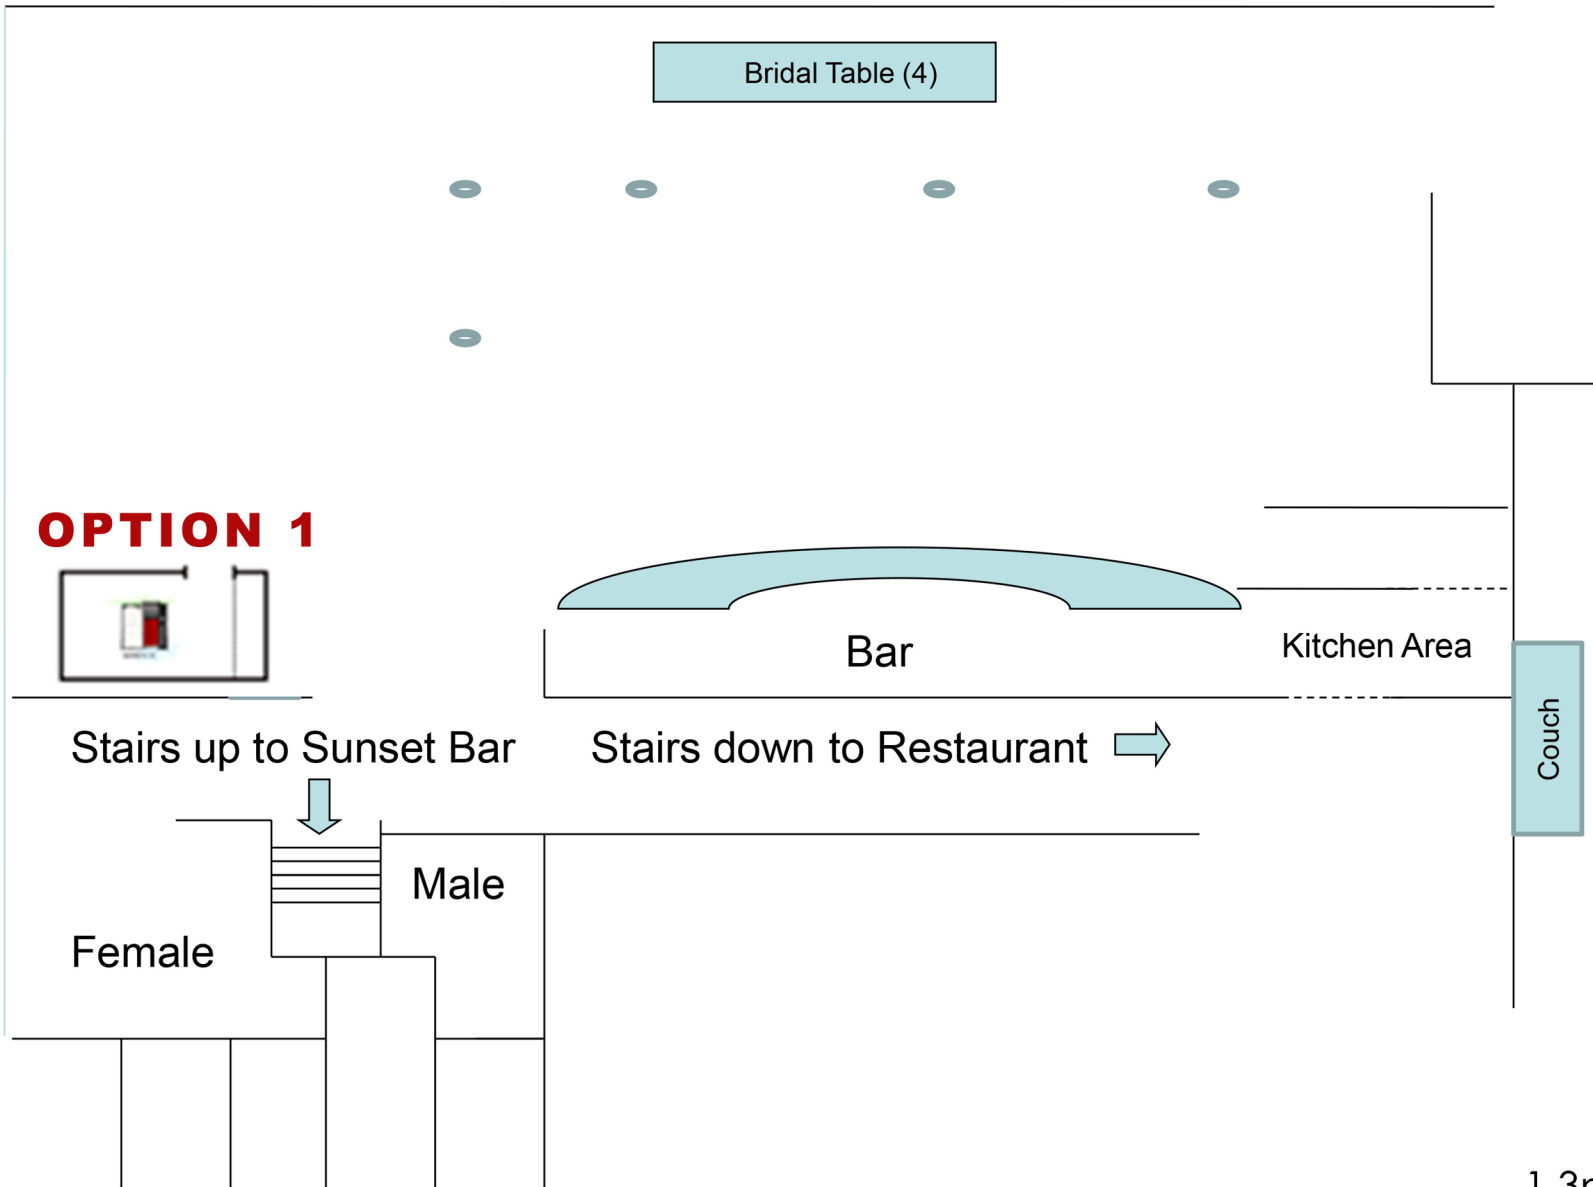 Bridal Table (4)
OPTION 1
Bar
Kitchen Area
Couch
Stairs up to Sunset Bar
Stairs down to Restaurant
Male
Female